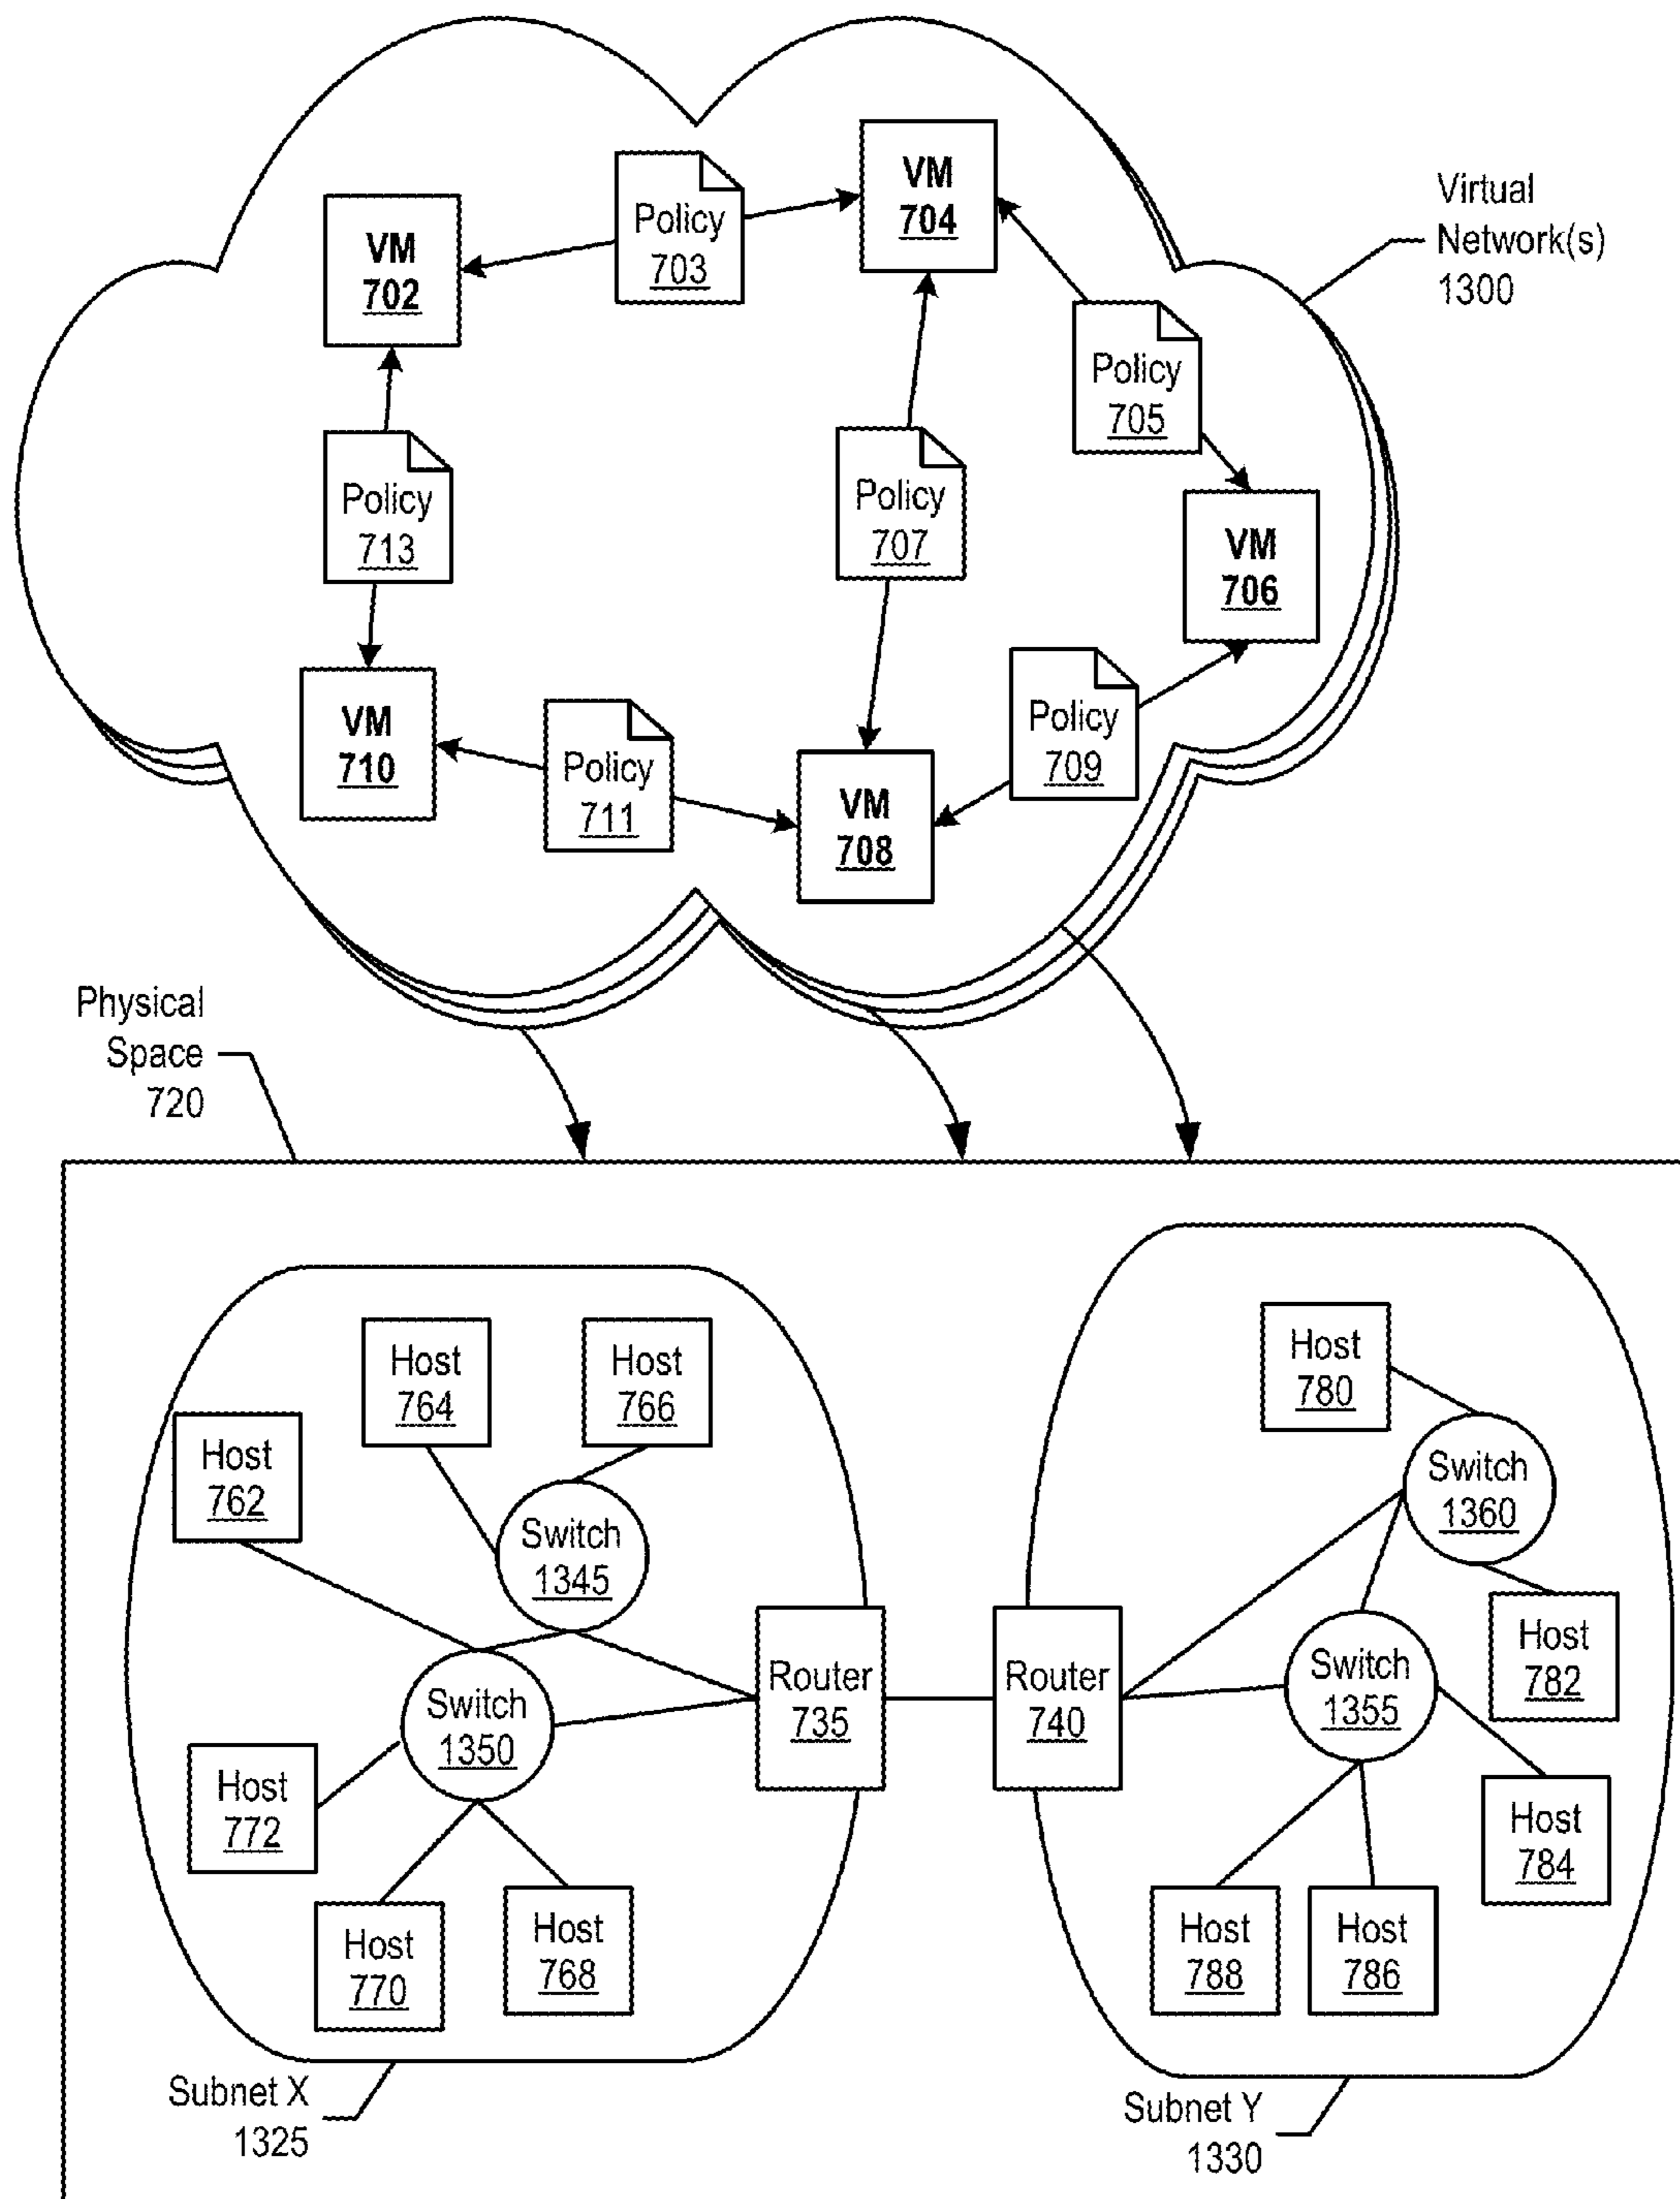 VM
704
Virtual
Network(s)
1300
Policy
703
VM
702
Policy
705
Policy
713
Policy
707
VM
706
VM
710
Policy
711
Policy
709
VM
708
Physical
Space
720
Host
764
Host
766
Host
762
Switch
1345
Switch
1350
Router
735
Host
772
Host
770
Host
768
Subnet X
1325
Host
780
Switch
1360
Host
782
Router
740
Switch
1355
Host
784
Host
788
Host
786
Subnet Y
1330